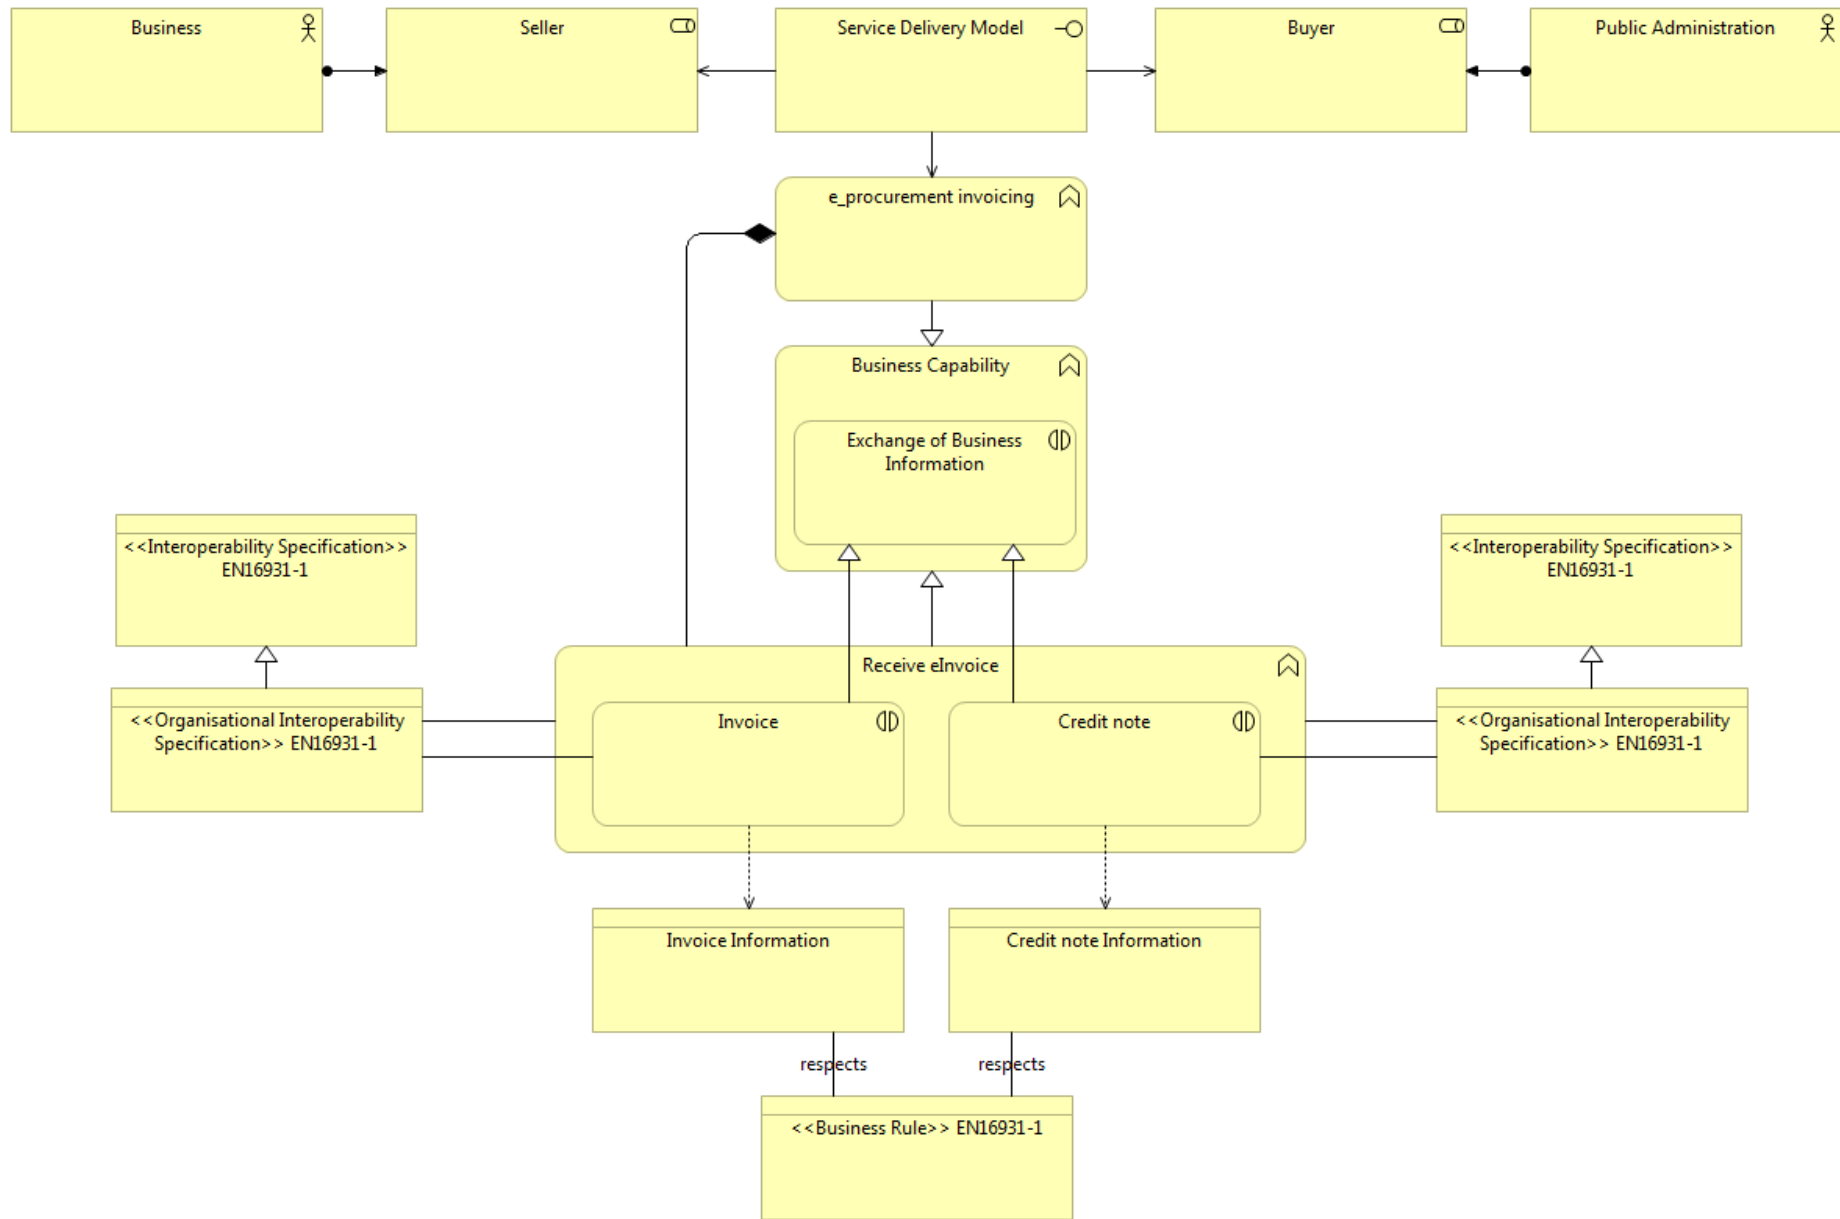 Business
Seller
Service Delivery Model
Buyer
Public Administration
e_procurement invoicing
Business Capability
Exchange of Business
Information
<<Interoperability Specification>>
EN16931-1
<<Interoperability Specification>>
EN16931-1
Receive eInvoice
<<Organisational Interoperability
Specification>> EN16931-1
Invoice
Credit note
<<Organisational Interoperability
Specification>> EN16931-1
Invoice Information
Credit note Information
respects
respects
<<Business Rule>> EN16931-1